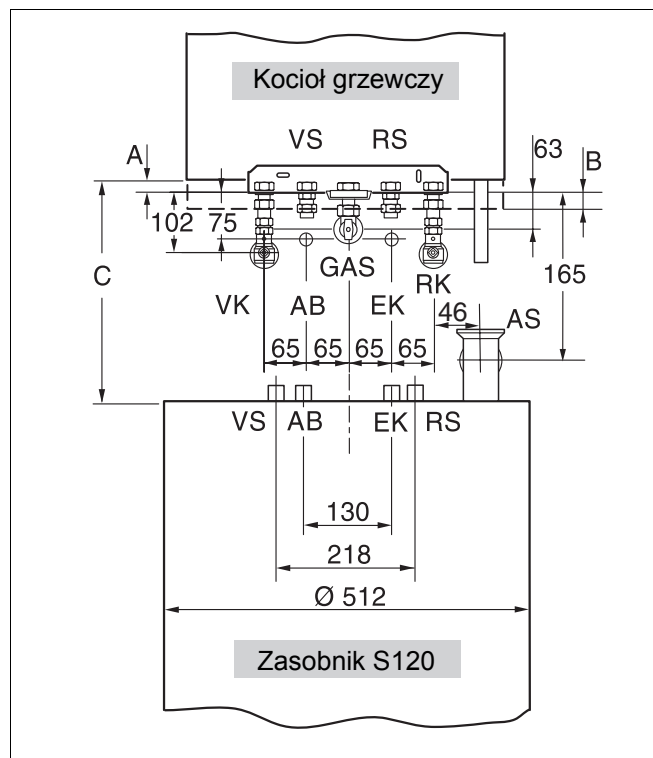 Kocioł grzewczy
VS RS
A
63
B
102
75
C
GAS
165
RK
VK
AB
EK
46
AS
65 65 65 65
VS AB EK RS
130
218
Ø 512
Zasobnik S120